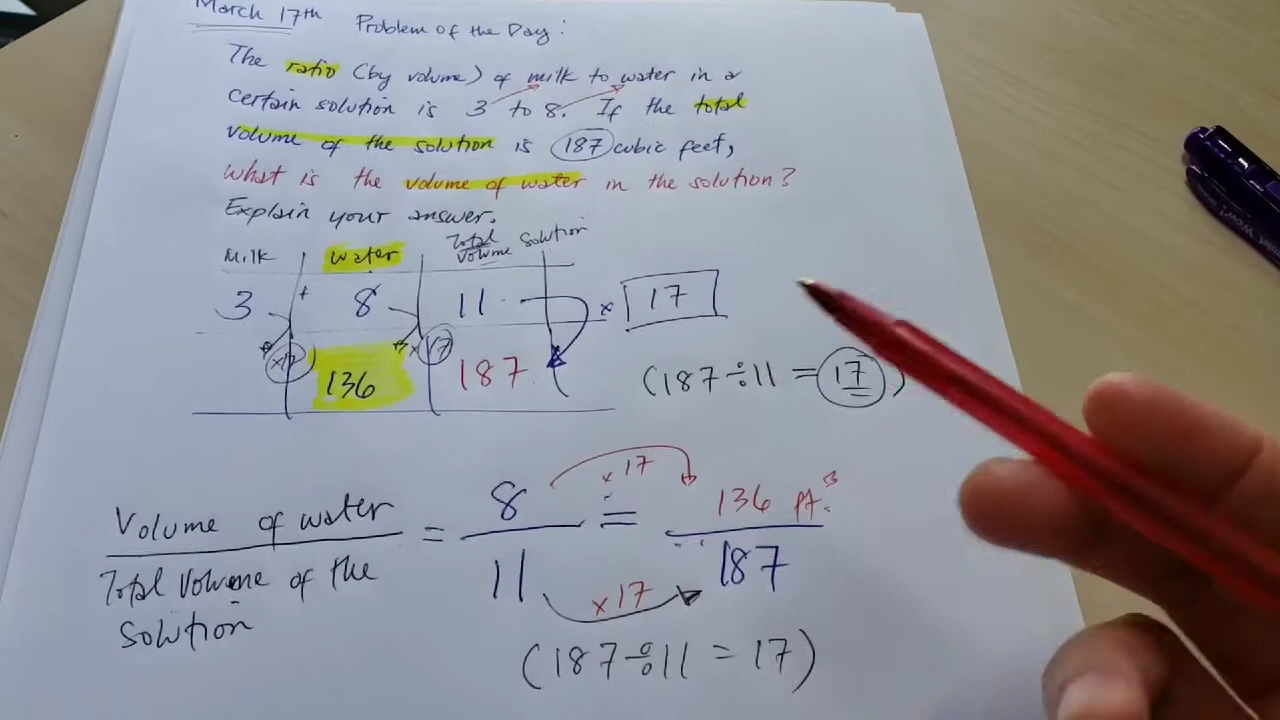 March 17th Problem of the Day:
The ratio (by volume) of milk to water in a
certain solution is 3 to 8. If the total
volume of the solution is 187 cubic feet,
what is the volume of water in the solution?
Explain your answer.
Milk water Total Volume Solution
3 + 8 11 × 17
×17 ×17
136 187 (187÷11 = 17)
×17
Volume of water = 8 = 136 ft.³
Total Volume of the 11 187
Solution ×17
(187÷11 = 17)